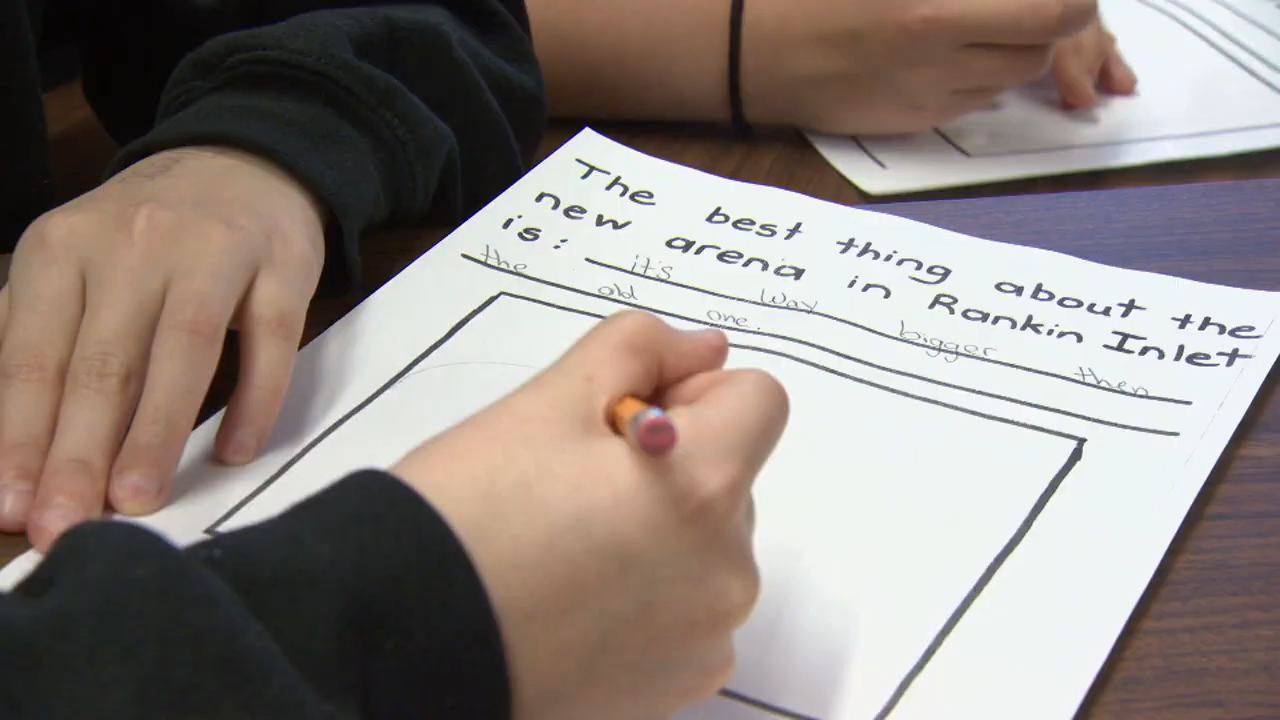 The best thing about the
new arena in Rankin Inlet
is: it's way bigger then
the old one.